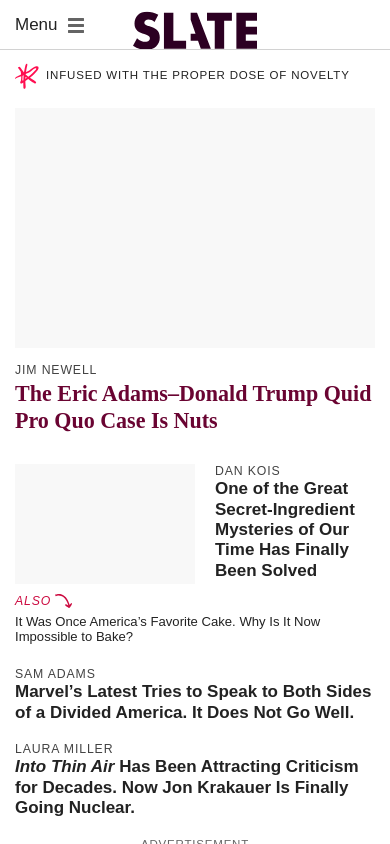 Menu
SLATE
INFUSED WITH THE PROPER DOSE OF NOVELTY
JIM NEWELL
The Eric Adams–Donald Trump Quid
Pro Quo Case Is Nuts
DAN KOIS
One of the Great
Secret-Ingredient
Mysteries of Our
Time Has Finally
Been Solved
ALSO
It Was Once America’s Favorite Cake. Why Is It Now
Impossible to Bake?
SAM ADAMS
Marvel’s Latest Tries to Speak to Both Sides
of a Divided America. It Does Not Go Well.
LAURA MILLER
Into Thin Air Has Been Attracting Criticism
for Decades. Now Jon Krakauer Is Finally
Going Nuclear.
ADVERTISEMENT